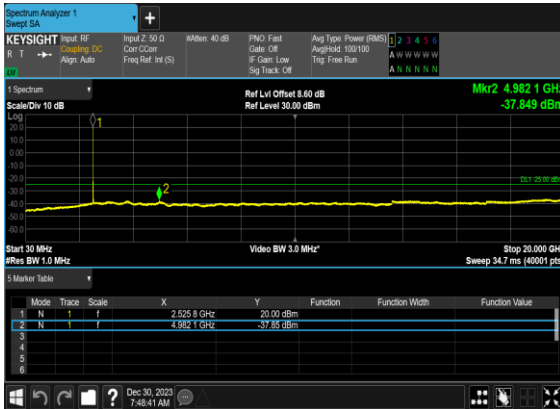 Spectrum Analyzer 1
Swept SA
+
KEYSIGHT Input: RF Input Z: 50 Ω #Atten: 40 dB PNO: Fast Avg Type: Power (RMS) 1 2 3 4 5 6
R T Coupling: DC Corr CCorr Gate: Off Avg|Hold: 100/100 A W W W W W
Align: Auto Freq Ref: Int (S) IF Gain: Low Trig: Free Run
Sig Track: Off A N N N N N
1 Spectrum Ref Lvl Offset 8.60 dB Mkr2 4.982 1 GHz
Scale/Div 10 dB Ref Level 30.00 dBm -37.849 dBm
Log
20.0
10.0
0.00
-10.0
-20.0
-30.0
-40.0
-50.0
-60.0
1
2
DL1 -25.00 dBm
Start 30 MHz Video BW 3.0 MHz* Stop 20.000 GHz
#Res BW 1.0 MHz Sweep 34.7 ms (40001 pts)
5 Marker Table
Mode Trace Scale X Y Function Function Width Function Value
1 N 1 f 2.525 8 GHz 20.00 dBm
2 N 1 f 4.982 1 GHz -37.85 dBm
3
4
5
6
? Dec 30, 2023
7:48:41 AM